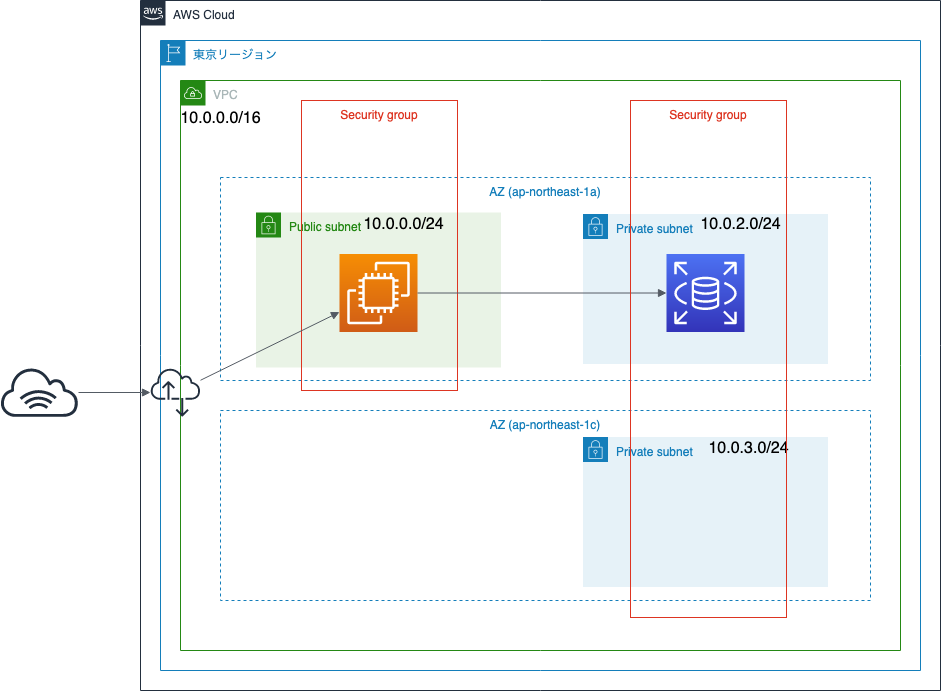 aws
AWS Cloud
東京リージョン
VPC
10.0.0.0/16
Security group
Security group
AZ (ap-northeast-1a)
Public subnet
10.0.0.0/24
Private subnet
10.0.2.0/24
AZ (ap-northeast-1c)
Private subnet
10.0.3.0/24